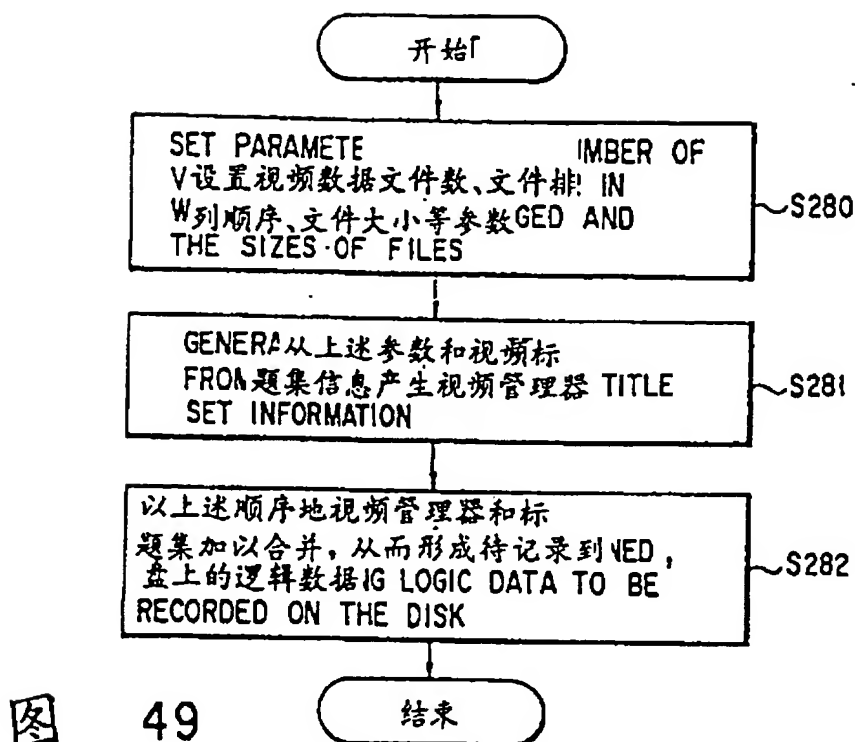 开始
SET PARAMETE IMBER OF
V设置视频数据文件数、文件排 IN
W列顺序、文件大小等参数GED AND
THE SIZES OF FILES
S280
GENERA从上述参数和视频标
FROM题集信息产生视频管理器 TITLE
SET INFORMATION
S281
以上述顺序地视频管理器和标
题集加以合并，从而形成待记录到NED,
盘上的逻辑数据IG LOGIC DATA TO BE
RECORDED ON THE DISK
S282
结束
图 49